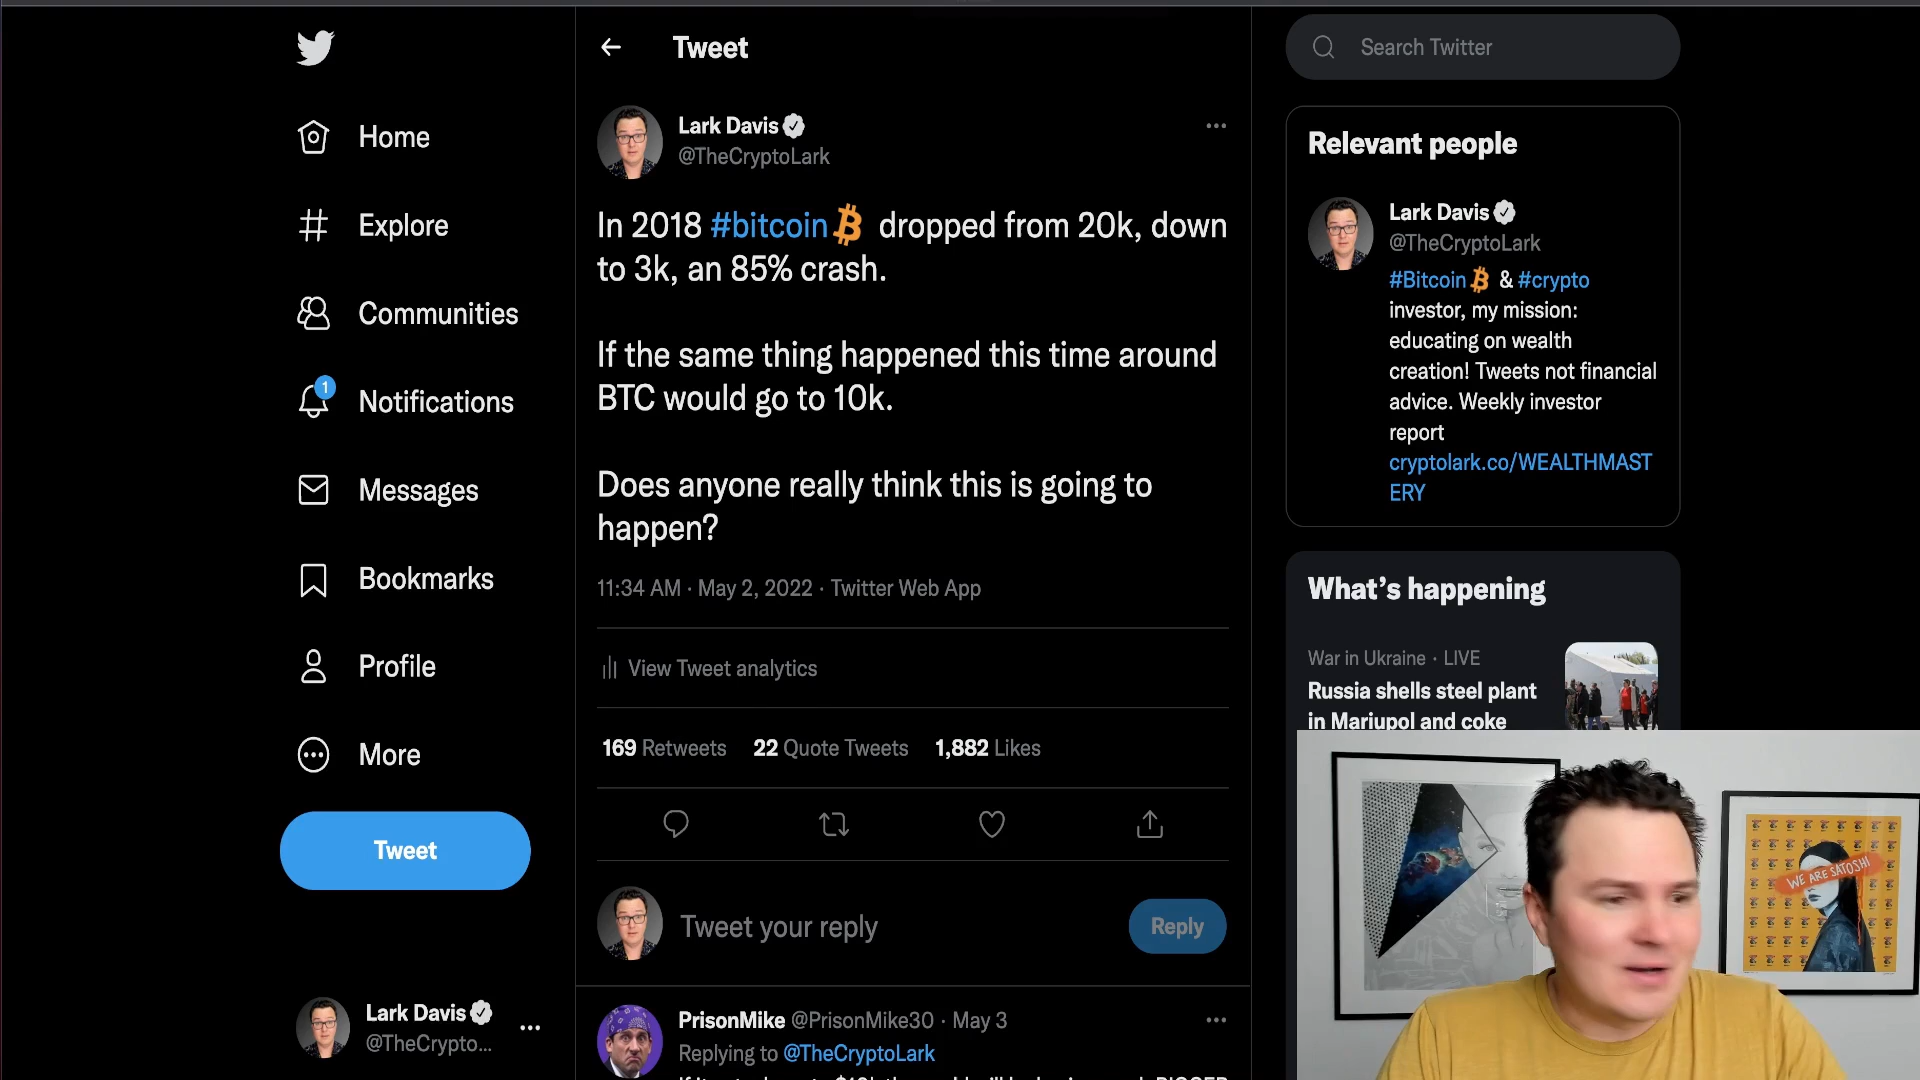 Home
Explore
Communities
1
Notifications
Messages
Bookmarks
Profile
More
Tweet
Lark Davis
@TheCrypto...
Tweet
Lark Davis
@TheCryptoLark
In 2018 #bitcoin dropped from 20k, down
to 3k, an 85% crash.
If the same thing happened this time around
BTC would go to 10k.
Does anyone really think this is going to
happen?
11:34 AM · May 2, 2022 · Twitter Web App
View Tweet analytics
169 Retweets 22 Quote Tweets 1,882 Likes
Tweet your reply
Reply
PrisonMike @PrisonMike30 · May 3
Replying to @TheCryptoLark
Search Twitter
Relevant people
Lark Davis
@TheCryptoLark
#Bitcoin & #crypto
investor, my mission:
educating on wealth
creation! Tweets not financial
advice. Weekly investor
report
cryptolark.co/WEALTHMAST
ERY
What's happening
War in Ukraine · LIVE
Russia shells steel plant
in Mariupol and coke
WE ARE SATOSHI